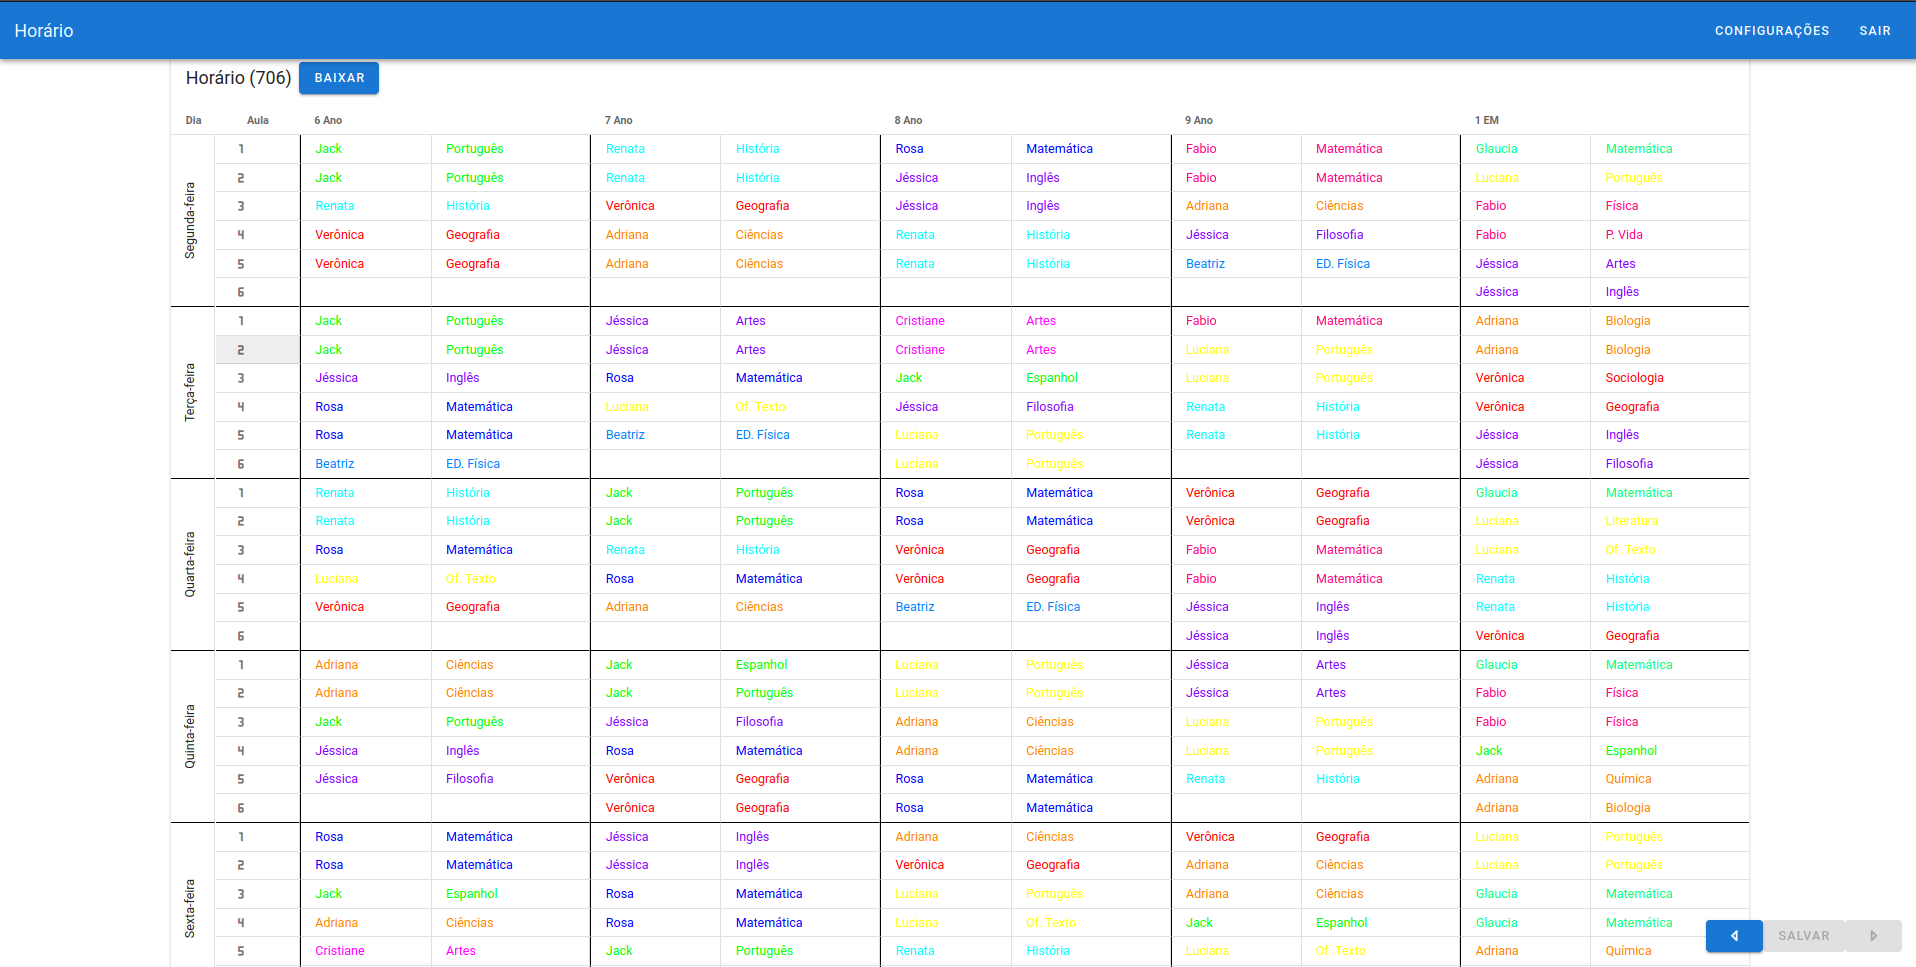 Horário CONFIGURAÇÕES SAIR
Horário (706) BAIXAR
Dia Aula 6 Ano 7 Ano 8 Ano 9 Ano 1 EM
Segunda-feira
1 Jack Português Renata História Rosa Matemática Fabio Matemática Glaucia Matemática
2 Jack Português Renata História Jéssica Inglês Fabio Matemática Luciana Português
3 Renata História Verônica Geografia Jéssica Inglês Adriana Ciências Fabio Física
4 Verônica Geografia Adriana Ciências Renata História Jéssica Filosofia Fabio P. Vida
5 Verônica Geografia Adriana Ciências Renata História Beatriz ED. Física Jéssica Artes
6 Jéssica Inglês
Terça-feira
1 Jack Português Jéssica Artes Cristiane Artes Fabio Matemática Adriana Biologia
2 Jack Português Jéssica Artes Cristiane Artes Luciana Português Adriana Biologia
3 Jéssica Inglês Rosa Matemática Jack Espanhol Luciana Português Verônica Sociologia
4 Rosa Matemática Luciana Of. Texto Jéssica Filosofia Renata História Verônica Geografia
5 Rosa Matemática Beatriz ED. Física Luciana Português Renata História Jéssica Inglês
6 Beatriz ED. Física Luciana Português Jéssica Filosofia
Quarta-feira
1 Renata História Jack Português Rosa Matemática Verônica Geografia Glaucia Matemática
2 Renata História Jack Português Rosa Matemática Verônica Geografia Luciana Literatura
3 Rosa Matemática Renata História Verônica Geografia Fabio Matemática Luciana Of. Texto
4 Luciana Of. Texto Rosa Matemática Verônica Geografia Fabio Matemática Renata História
5 Verônica Geografia Adriana Ciências Beatriz ED. Física Jéssica Inglês Renata História
6 Jéssica Inglês Verônica Geografia
Quinta-feira
1 Adriana Ciências Jack Espanhol Luciana Português Jéssica Artes Glaucia Matemática
2 Adriana Ciências Jack Português Luciana Português Jéssica Artes Fabio Física
3 Jack Português Jéssica Filosofia Adriana Ciências Luciana Português Fabio Física
4 Jéssica Inglês Rosa Matemática Adriana Ciências Luciana Português Jack Espanhol
5 Jéssica Filosofia Verônica Geografia Rosa Matemática Renata História Adriana Química
6 Verônica Geografia Rosa Matemática Adriana Biologia
Sexta-feira
1 Rosa Matemática Jéssica Inglês Adriana Ciências Verônica Geografia Luciana Português
2 Rosa Matemática Jéssica Inglês Verônica Geografia Adriana Ciências Luciana Português
3 Jack Espanhol Rosa Matemática Luciana Português Adriana Ciências Glaucia Matemática
4 Adriana Ciências Rosa Matemática Luciana Of. Texto Jack Espanhol Glaucia Matemática
5 Cristiane Artes Jack Português Renata História Luciana Of. Texto Adriana Química
SALVAR